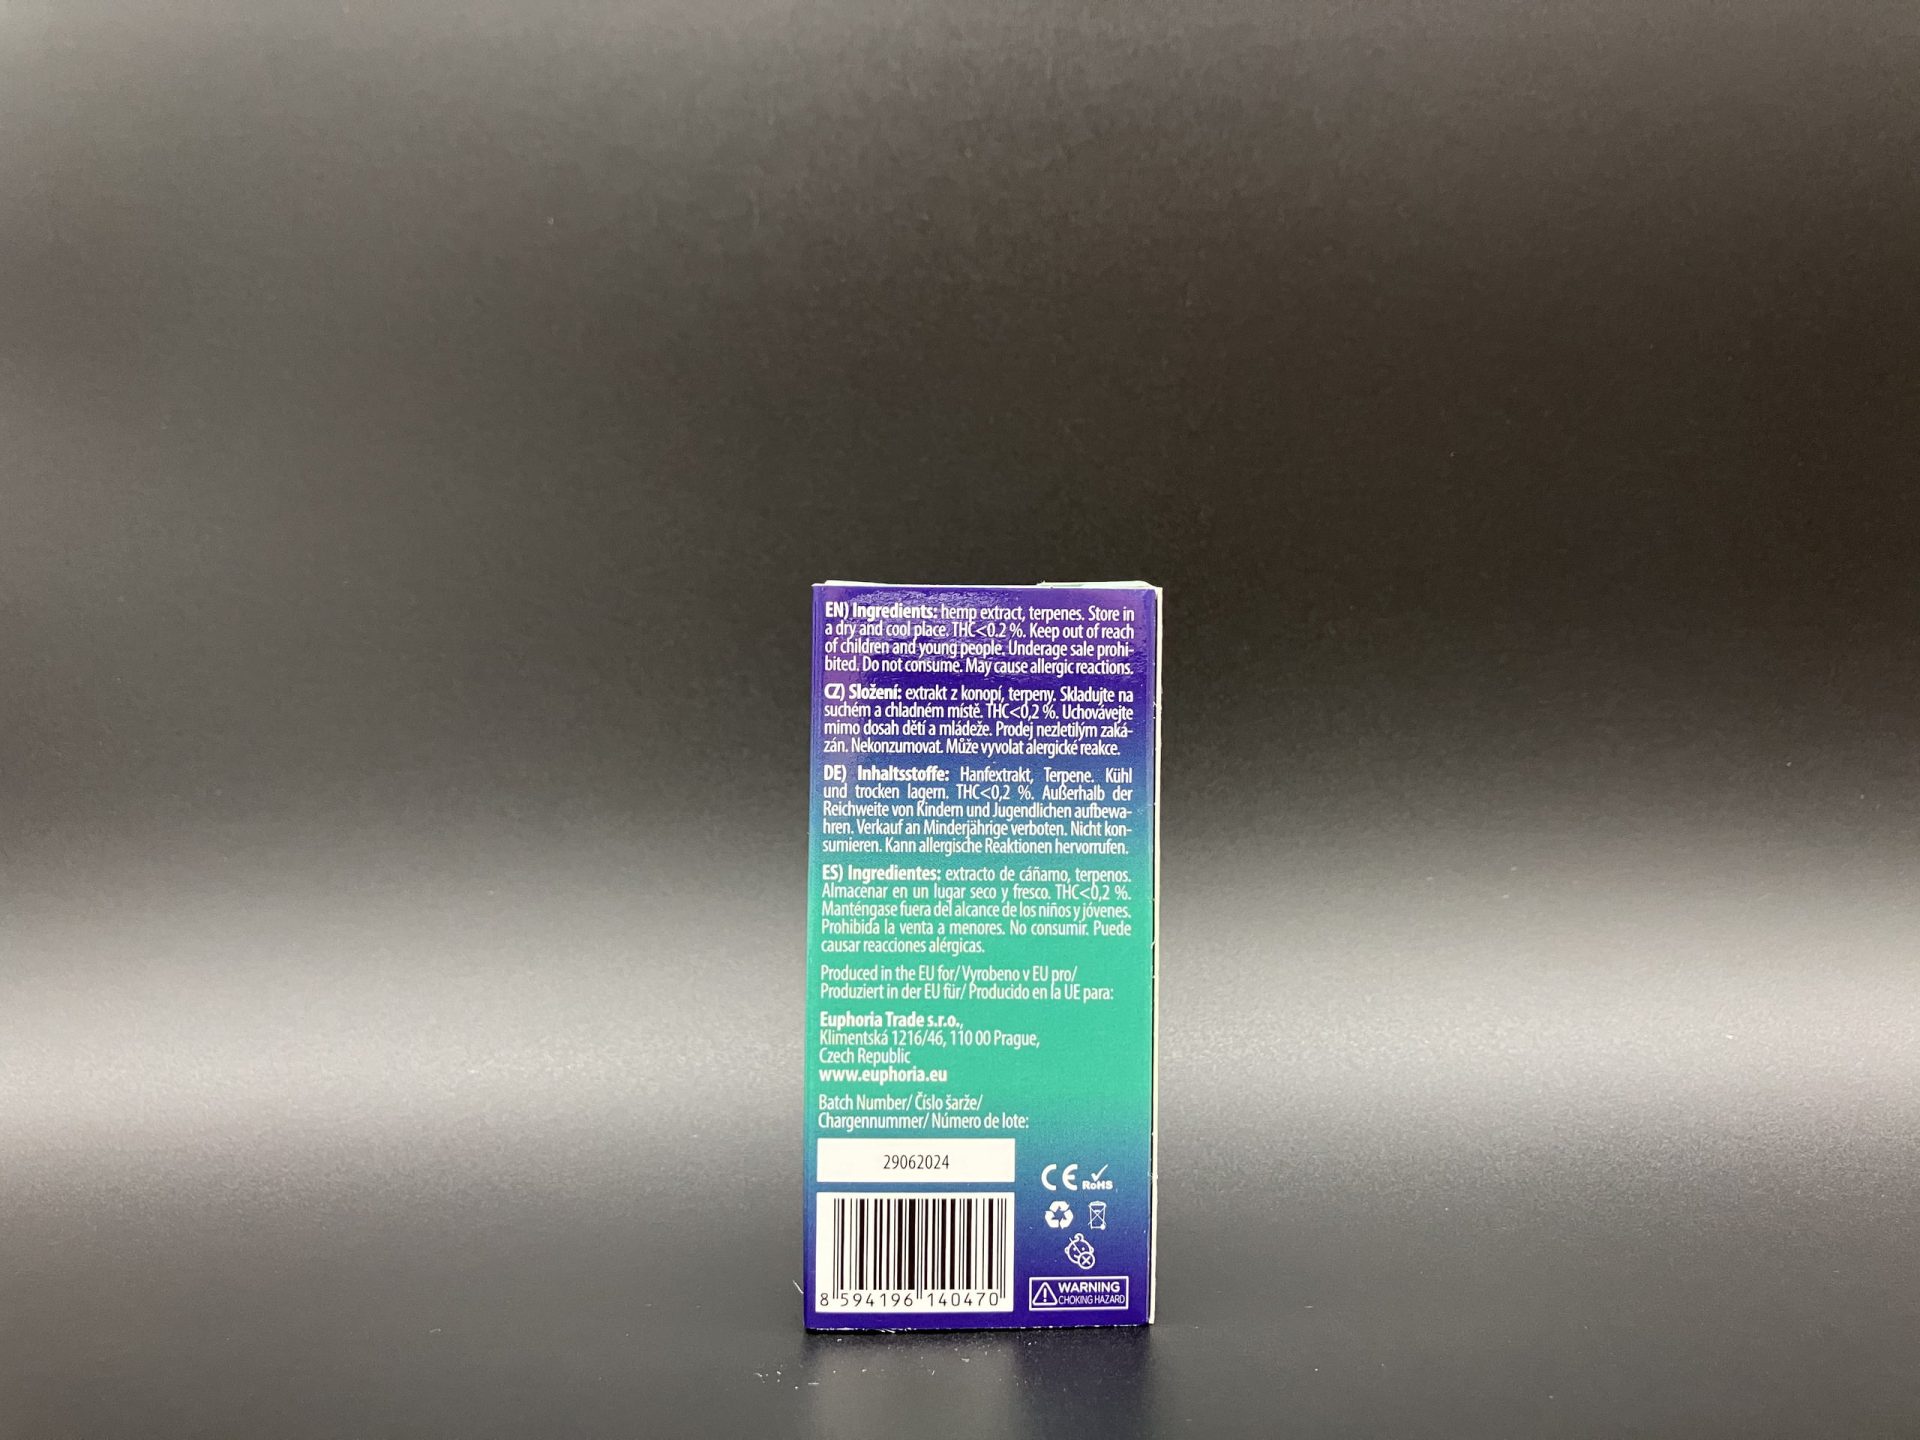 EN) Ingredients: hemp extract, terpenes. Store in
a dry and cool place. THC<0.2 %. Keep out of reach
of children and young people. Underage sale prohi-
bited. Do not consume. May cause allergic reactions.
CZ) Složení: extrakt z konopí, terpeny. Skladujte na
suchém a chladném místě. THC<0,2 %. Uchovávejte
mimo dosah dětí a mládeže. Prodej nezletilým zaká-
zán. Nekonzumovat. Může vyvolat alergické reakce.
DE) Inhaltsstoffe: Hanfextrakt, Terpene. Kühl
und trocken lagern. THC<0,2 %. Außerhalb der
Reichweite von Kindern und Jugendlichen aufbewa-
hren. Verkauf an Minderjährige verboten. Nicht kon-
sumieren. Kann allergische Reaktionen hervorrufen.
ES) Ingredientes: extracto de cáñamo, terpenos.
Almacenar en un lugar seco y fresco. THC<0,2 %.
Manténgase fuera del alcance de los niños y jóvenes.
Prohibida la venta a menores. No consumir. Puede
causar reacciones alérgicas.
Produced in the EU for/ Vyrobeno v EU pro/
Produziert in der EU für/ Producido en la UE para:
Euphoria Trade s.r.o.,
Klimentská 1216/46, 110 00 Prague,
Czech Republic
www.euphoria.eu
Batch Number/ Číslo šarže/
Chargennummer/ Número de lote:
29062024
CE RoHS
WARNING
CHOKING HAZARD
8 594196 140470